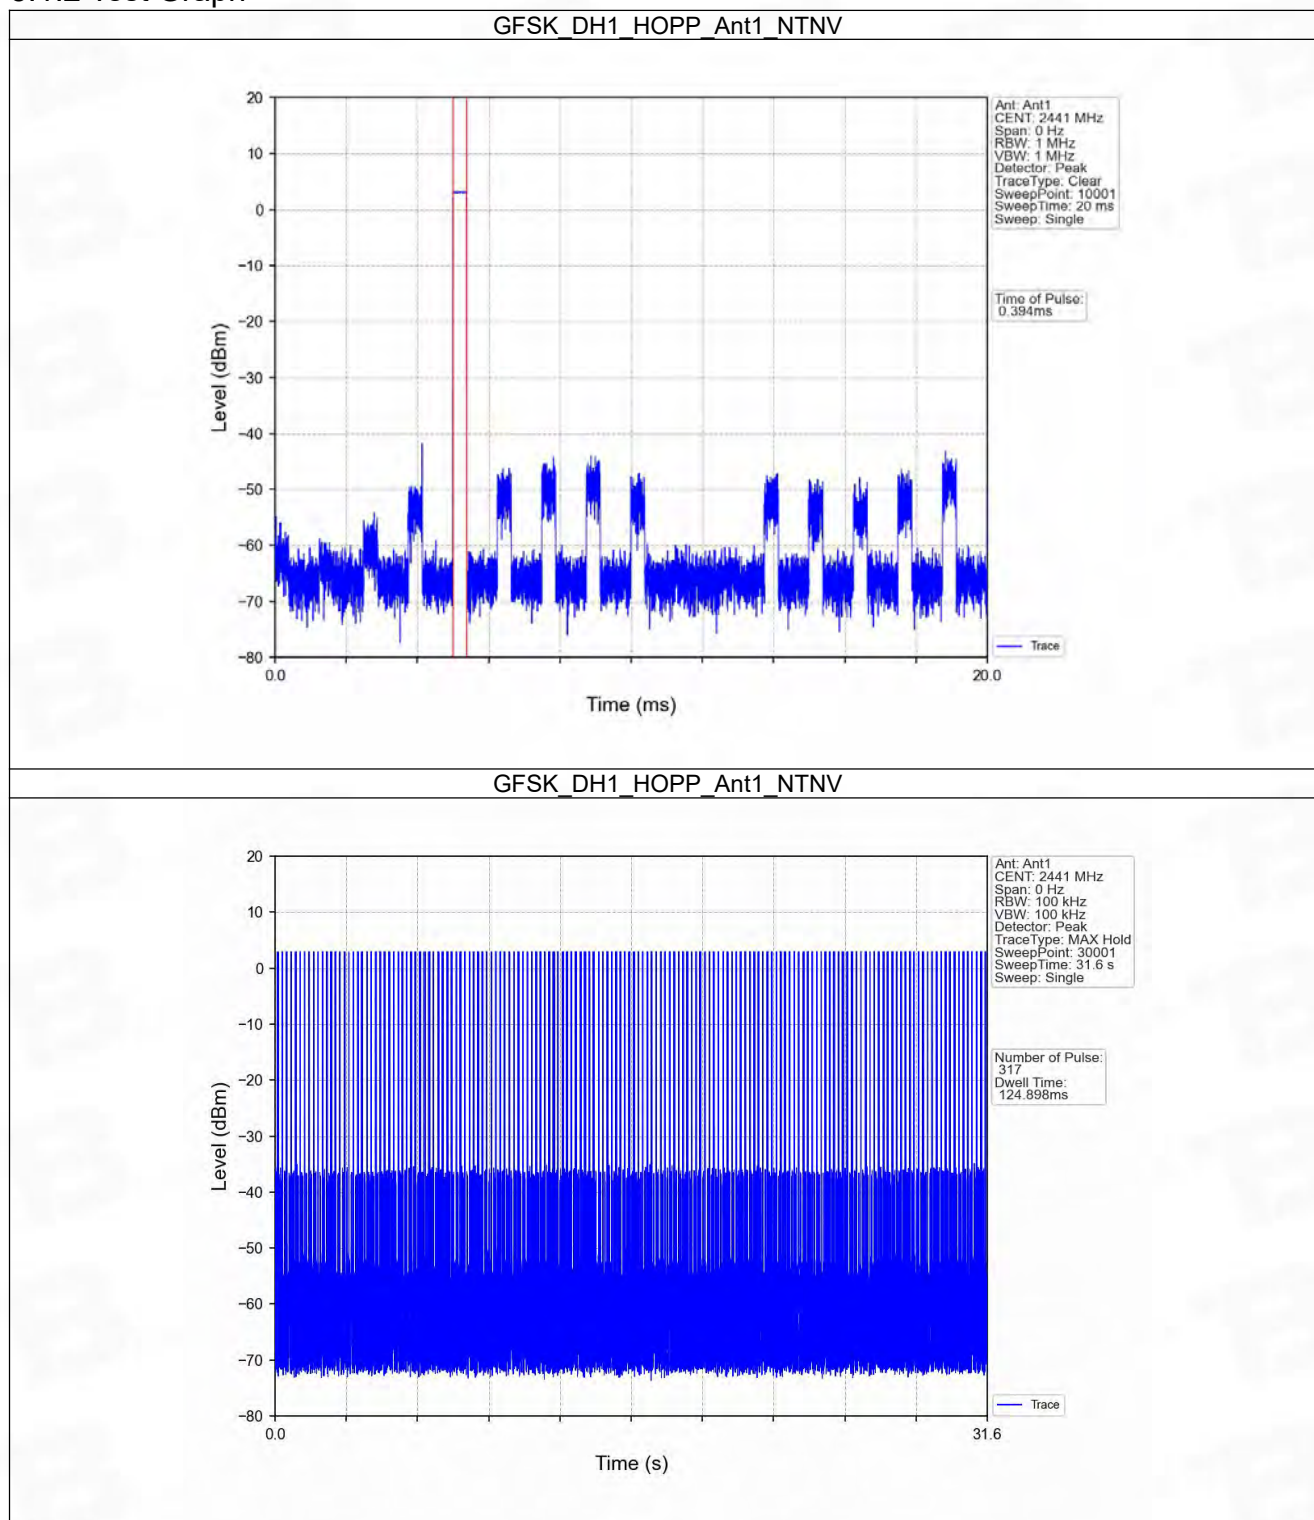 GFSK_DH1_HOPP_Ant1_NTNV
20
10
0
−10
−20
−30
−40
−50
−60
−70
−80
Level (dBm)
0.0
20.0
Time (ms)
Ant: Ant1
CENT: 2441 MHz
Span: 0 Hz
RBW: 1 MHz
VBW: 1 MHz
Detector: Peak
TraceType: Clear
SweepPoint: 10001
SweepTime: 20 ms
Sweep: Single
Time of Pulse:
0.394ms
Trace
GFSK_DH1_HOPP_Ant1_NTNV
20
10
0
−10
−20
−30
−40
−50
−60
−70
−80
Level (dBm)
0.0
31.6
Time (s)
Ant: Ant1
CENT: 2441 MHz
Span: 0 Hz
RBW: 100 kHz
VBW: 100 kHz
Detector: Peak
TraceType: MAX Hold
SweepPoint: 30001
SweepTime: 31.6 s
Sweep: Single
Number of Pulse:
317
Dwell Time:
124.898ms
Trace